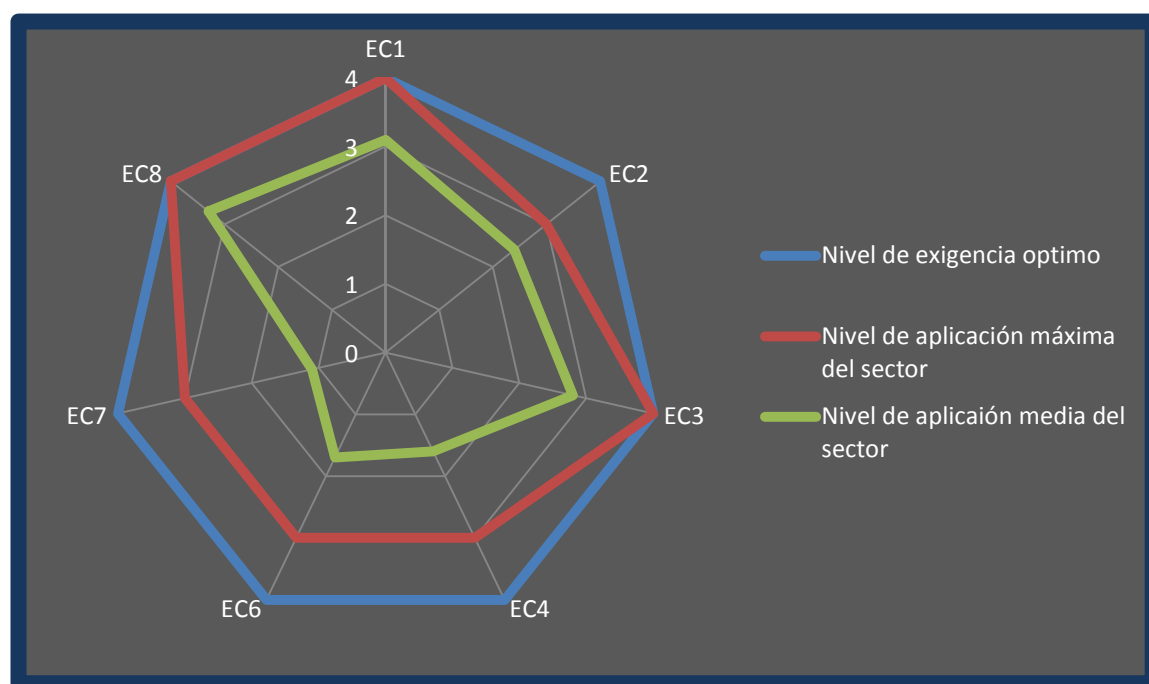 EC1
4
3
2
1
0
EC8
EC2
EC7
EC3
EC6
EC4
Nivel de exigencia optimo
Nivel de aplicación máxima
del sector
Nivel de aplicaión media del
sector